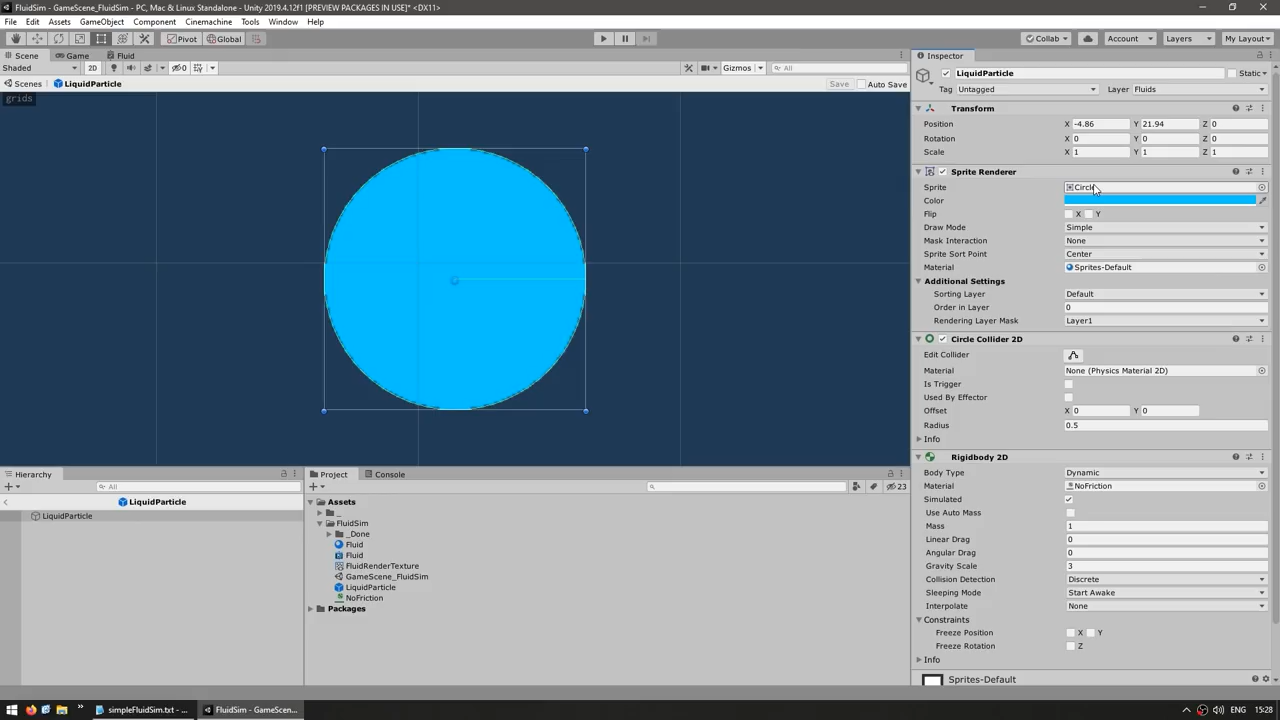 FluidSim - GameScene_FluidSim - PC, Mac & Linux Standalone - Unity 2019.4.12f1 [PREVIEW PACKAGES IN USE]* <DX11>
File Edit Assets GameObject Component Cinemachine Tools Window Help
Pivot Global Collab Account Layers My Layout
Scene Game Fluid
Shaded 2D 0 Gizmos All
Scenes LiquidParticle Save Auto Save
grids
Inspector
LiquidParticle Static
Tag Untagged Layer Fluids
Transform
Position X -4.86 Y 21.94 Z 0
Rotation X 0 Y 0 Z 0
Scale X 1 Y 1 Z 1
Sprite Renderer
Sprite Circle
Color
Flip X Y
Draw Mode Simple
Mask Interaction None
Sprite Sort Point Center
Material Sprites-Default
Additional Settings
Sorting Layer Default
Order in Layer 0
Rendering Layer Mask Layer1
Circle Collider 2D
Edit Collider
Material None (Physics Material 2D)
Is Trigger
Used By Effector
Offset X 0 Y 0
Radius 0.5
Info
Rigidbody 2D
Body Type Dynamic
Material NoFriction
Simulated
Use Auto Mass
Mass 1
Linear Drag 0
Angular Drag 0
Gravity Scale 3
Collision Detection Discrete
Sleeping Mode Start Awake
Interpolate None
Constraints
Freeze Position X Y
Freeze Rotation Z
Info
Sprites-Default
Hierarchy
All
LiquidParticle
LiquidParticle
Project Console
23
Assets
_
FluidSim
_Done
Fluid
Fluid
FluidRenderTexture
GameScene_FluidSim
LiquidParticle
NoFriction
Packages
simpleFluidSim.txt - ... FluidSim - GameScen... ENG 15:28